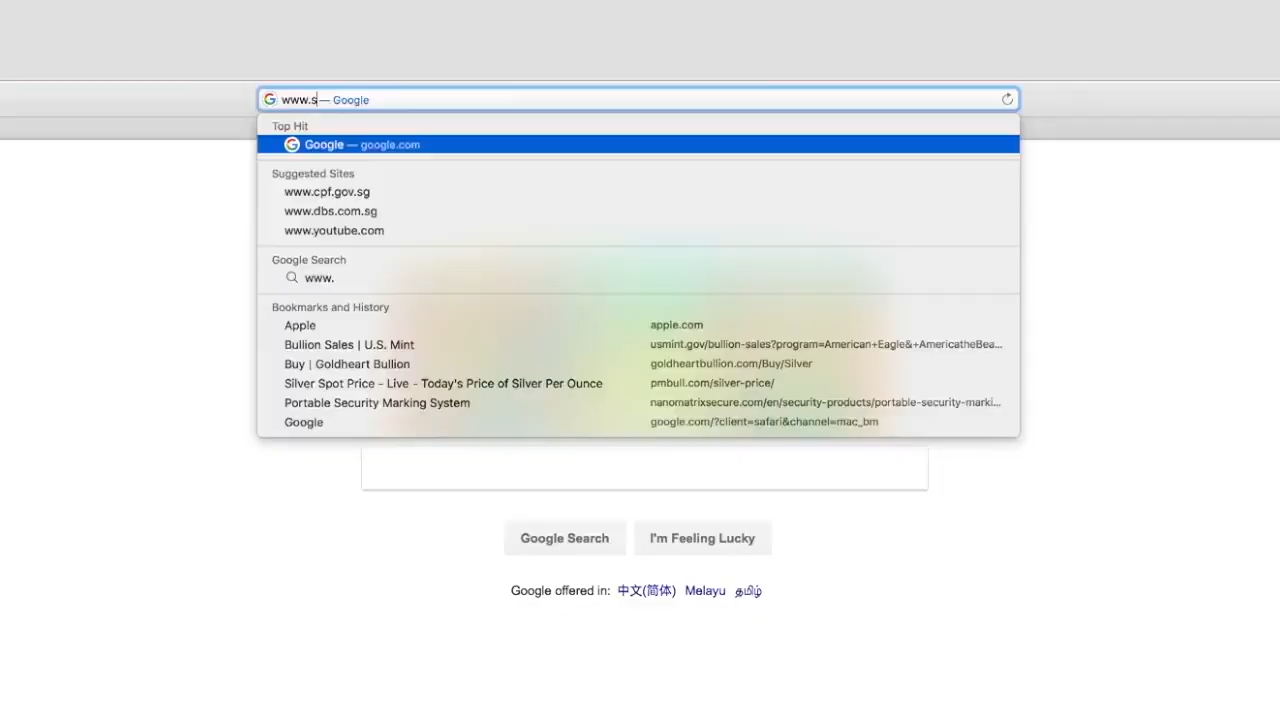 www.s — Google
Top Hit
Google — google.com
Suggested Sites
www.cpf.gov.sg
www.dbs.com.sg
www.youtube.com
Google Search
www.
Bookmarks and History
Apple apple.com
Bullion Sales | U.S. Mint usmint.gov/bullion-sales?program=American+Eagle&+AmericatheBea...
Buy | Goldheart Bullion goldheartbullion.com/Buy/Silver
Silver Spot Price - Live - Today's Price of Silver Per Ounce pmbull.com/silver-price/
Portable Security Marking System nanomatrixsecure.com/en/security-products/portable-security-marki...
Google google.com/?client=safari&channel=mac_bm
Google Search I'm Feeling Lucky
Google offered in: 中文(简体) Melayu தமிழ்